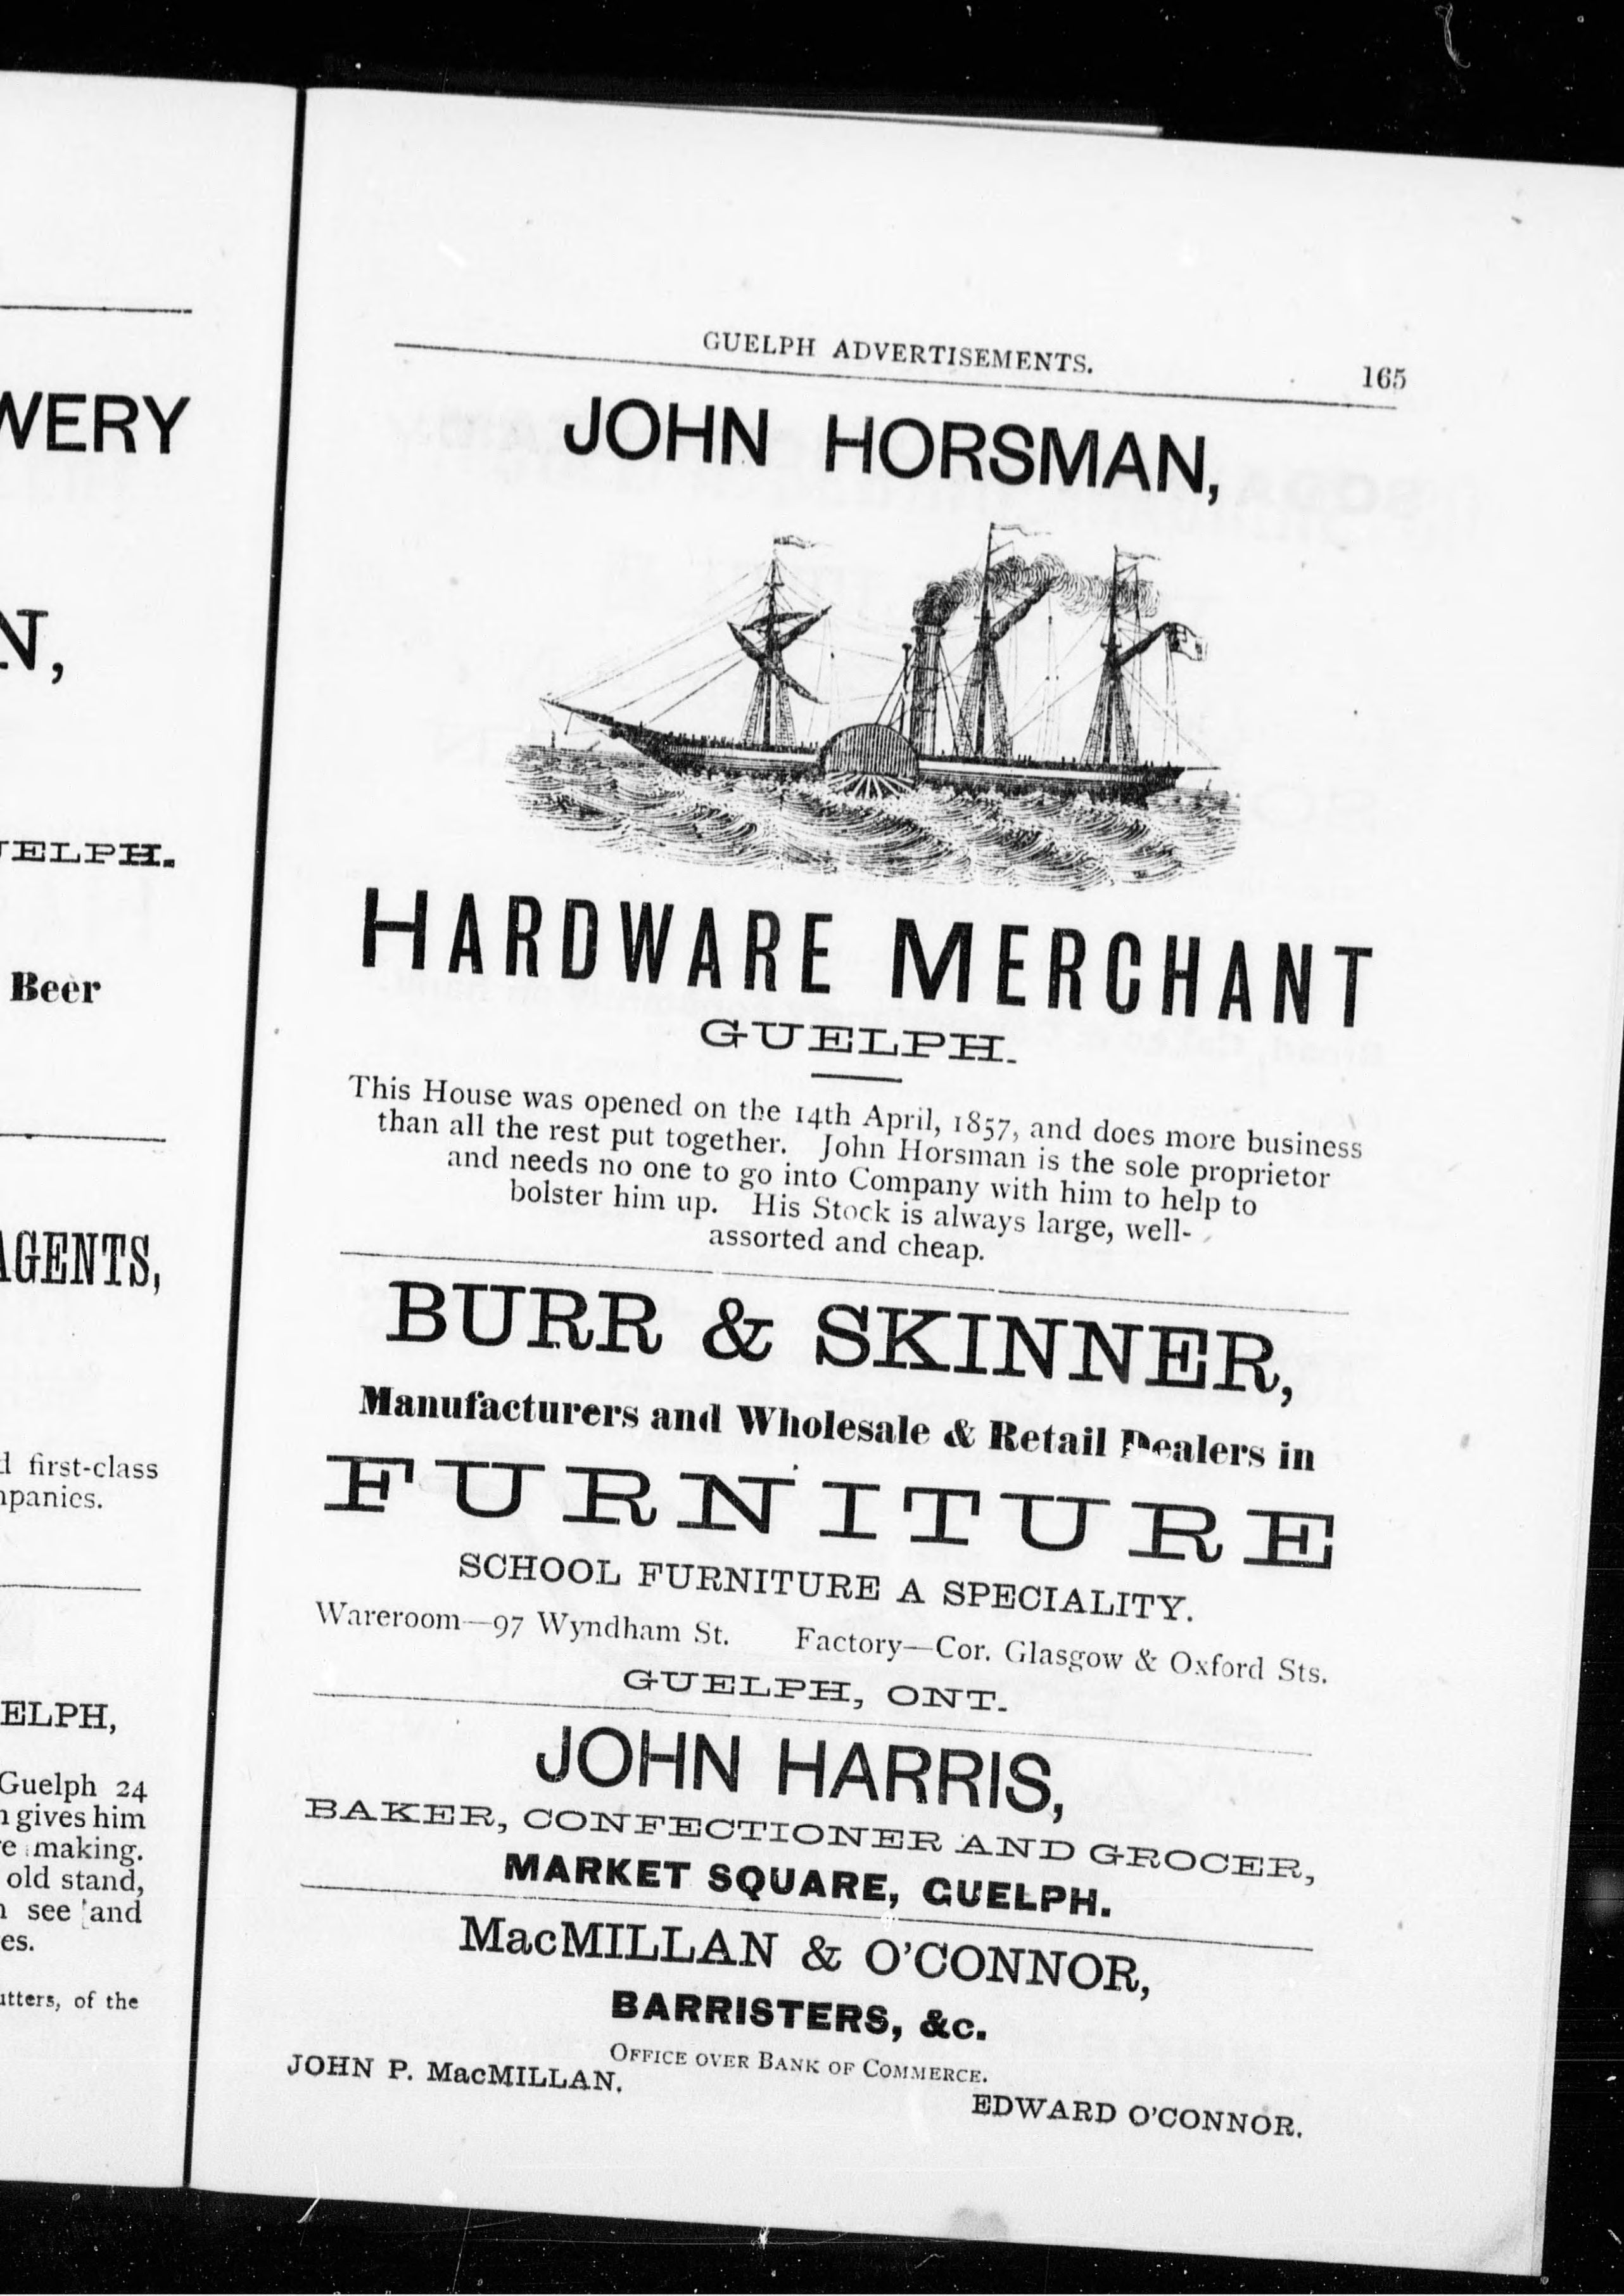 WERY
N,
UELPH.
Beer
AGENTS,
first-class
ELPH,
Guelph 24
gives him
making.
old stand,
see and
es.
of the
GUELPH ADVERTISEMENTS. 165
JOHN HORSMAN,
HARDWARE MERCHANT
GUELPH.
This House was opened on the 14th April, 1857, and does more business
than all the rest put together. John Horsman is the sole proprietor
and needs no one to go into Company with him to help to
bolster him up. His Stock is always large, well-
assorted and cheap.
BURR & SKINNER,
Manufacturers and Wholesale & Retail Dealers in
FURNITURE
SCHOOL FURNITURE A SPECIALITY.
Wareroom—97 Wyndham St. Factory—Cor. Glasgow & Oxford Sts.
GUELPH, ONT.
JOHN HARRIS,
BAKER, CONFECTIONER AND GROCER,
MARKET SQUARE, GUELPH.
MacMILLAN & O'CONNOR,
BARRISTERS, &c.
OFFICE OVER BANK OF COMMERCE.
JOHN P. MacMILLAN.
EDWARD O'CONNOR.